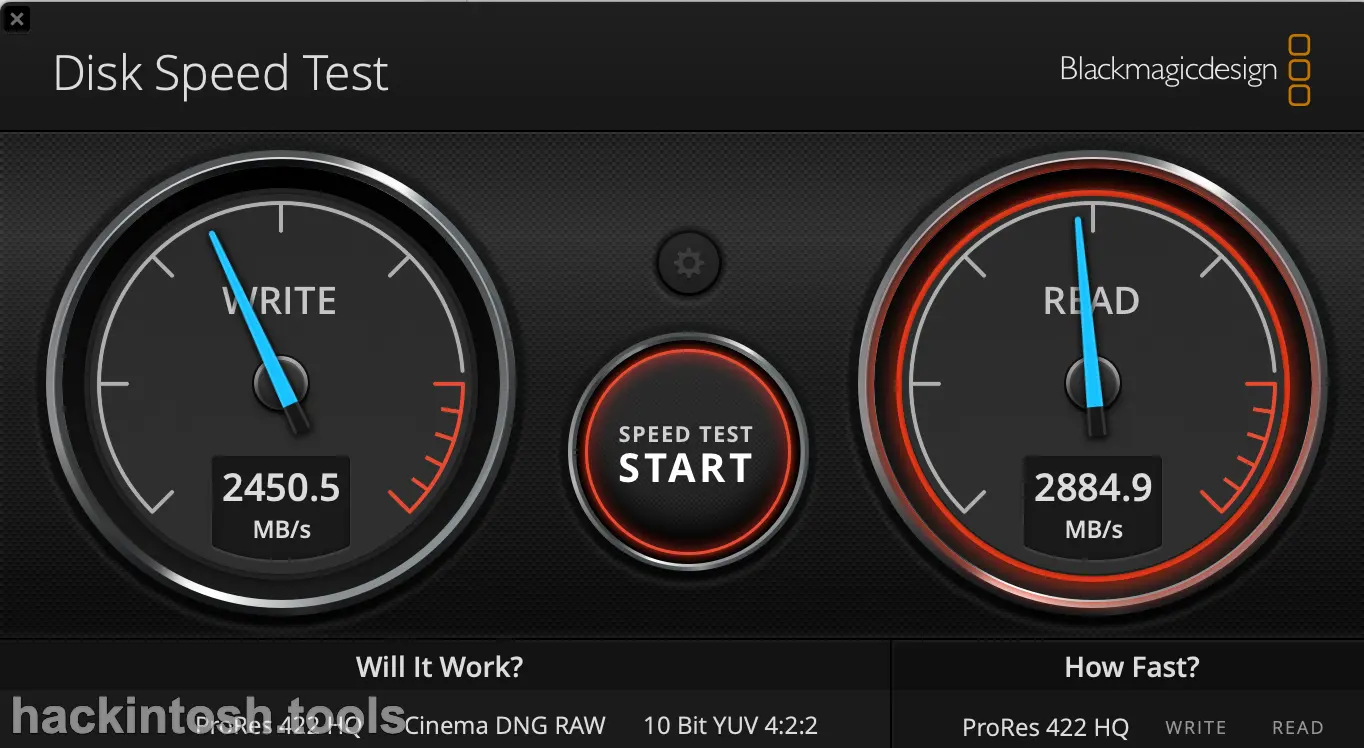 Disk Speed Test
Blackmagicdesign
WRITE
2450.5
MB/s
SPEED TEST
START
READ
2884.9
MB/s
Will It Work?
ProRes 422 HQ Cinema DNG RAW 10 Bit YUV 4:2:2
How Fast?
ProRes 422 HQ WRITE READ
hackintosh.tools